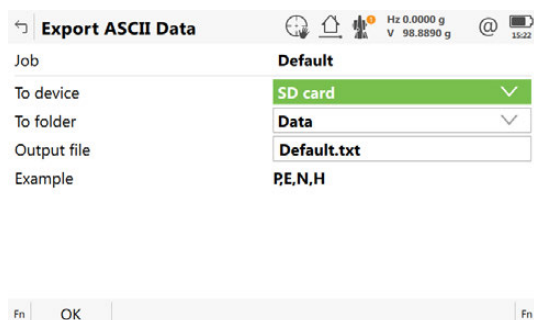 Export ASCII Data
Hz 0.0000 g
V 98.8890 g
@
15:22
Job Default
To device SD card
To folder Data
Output file Default.txt
Example P,E,N,H
Fn OK Fn